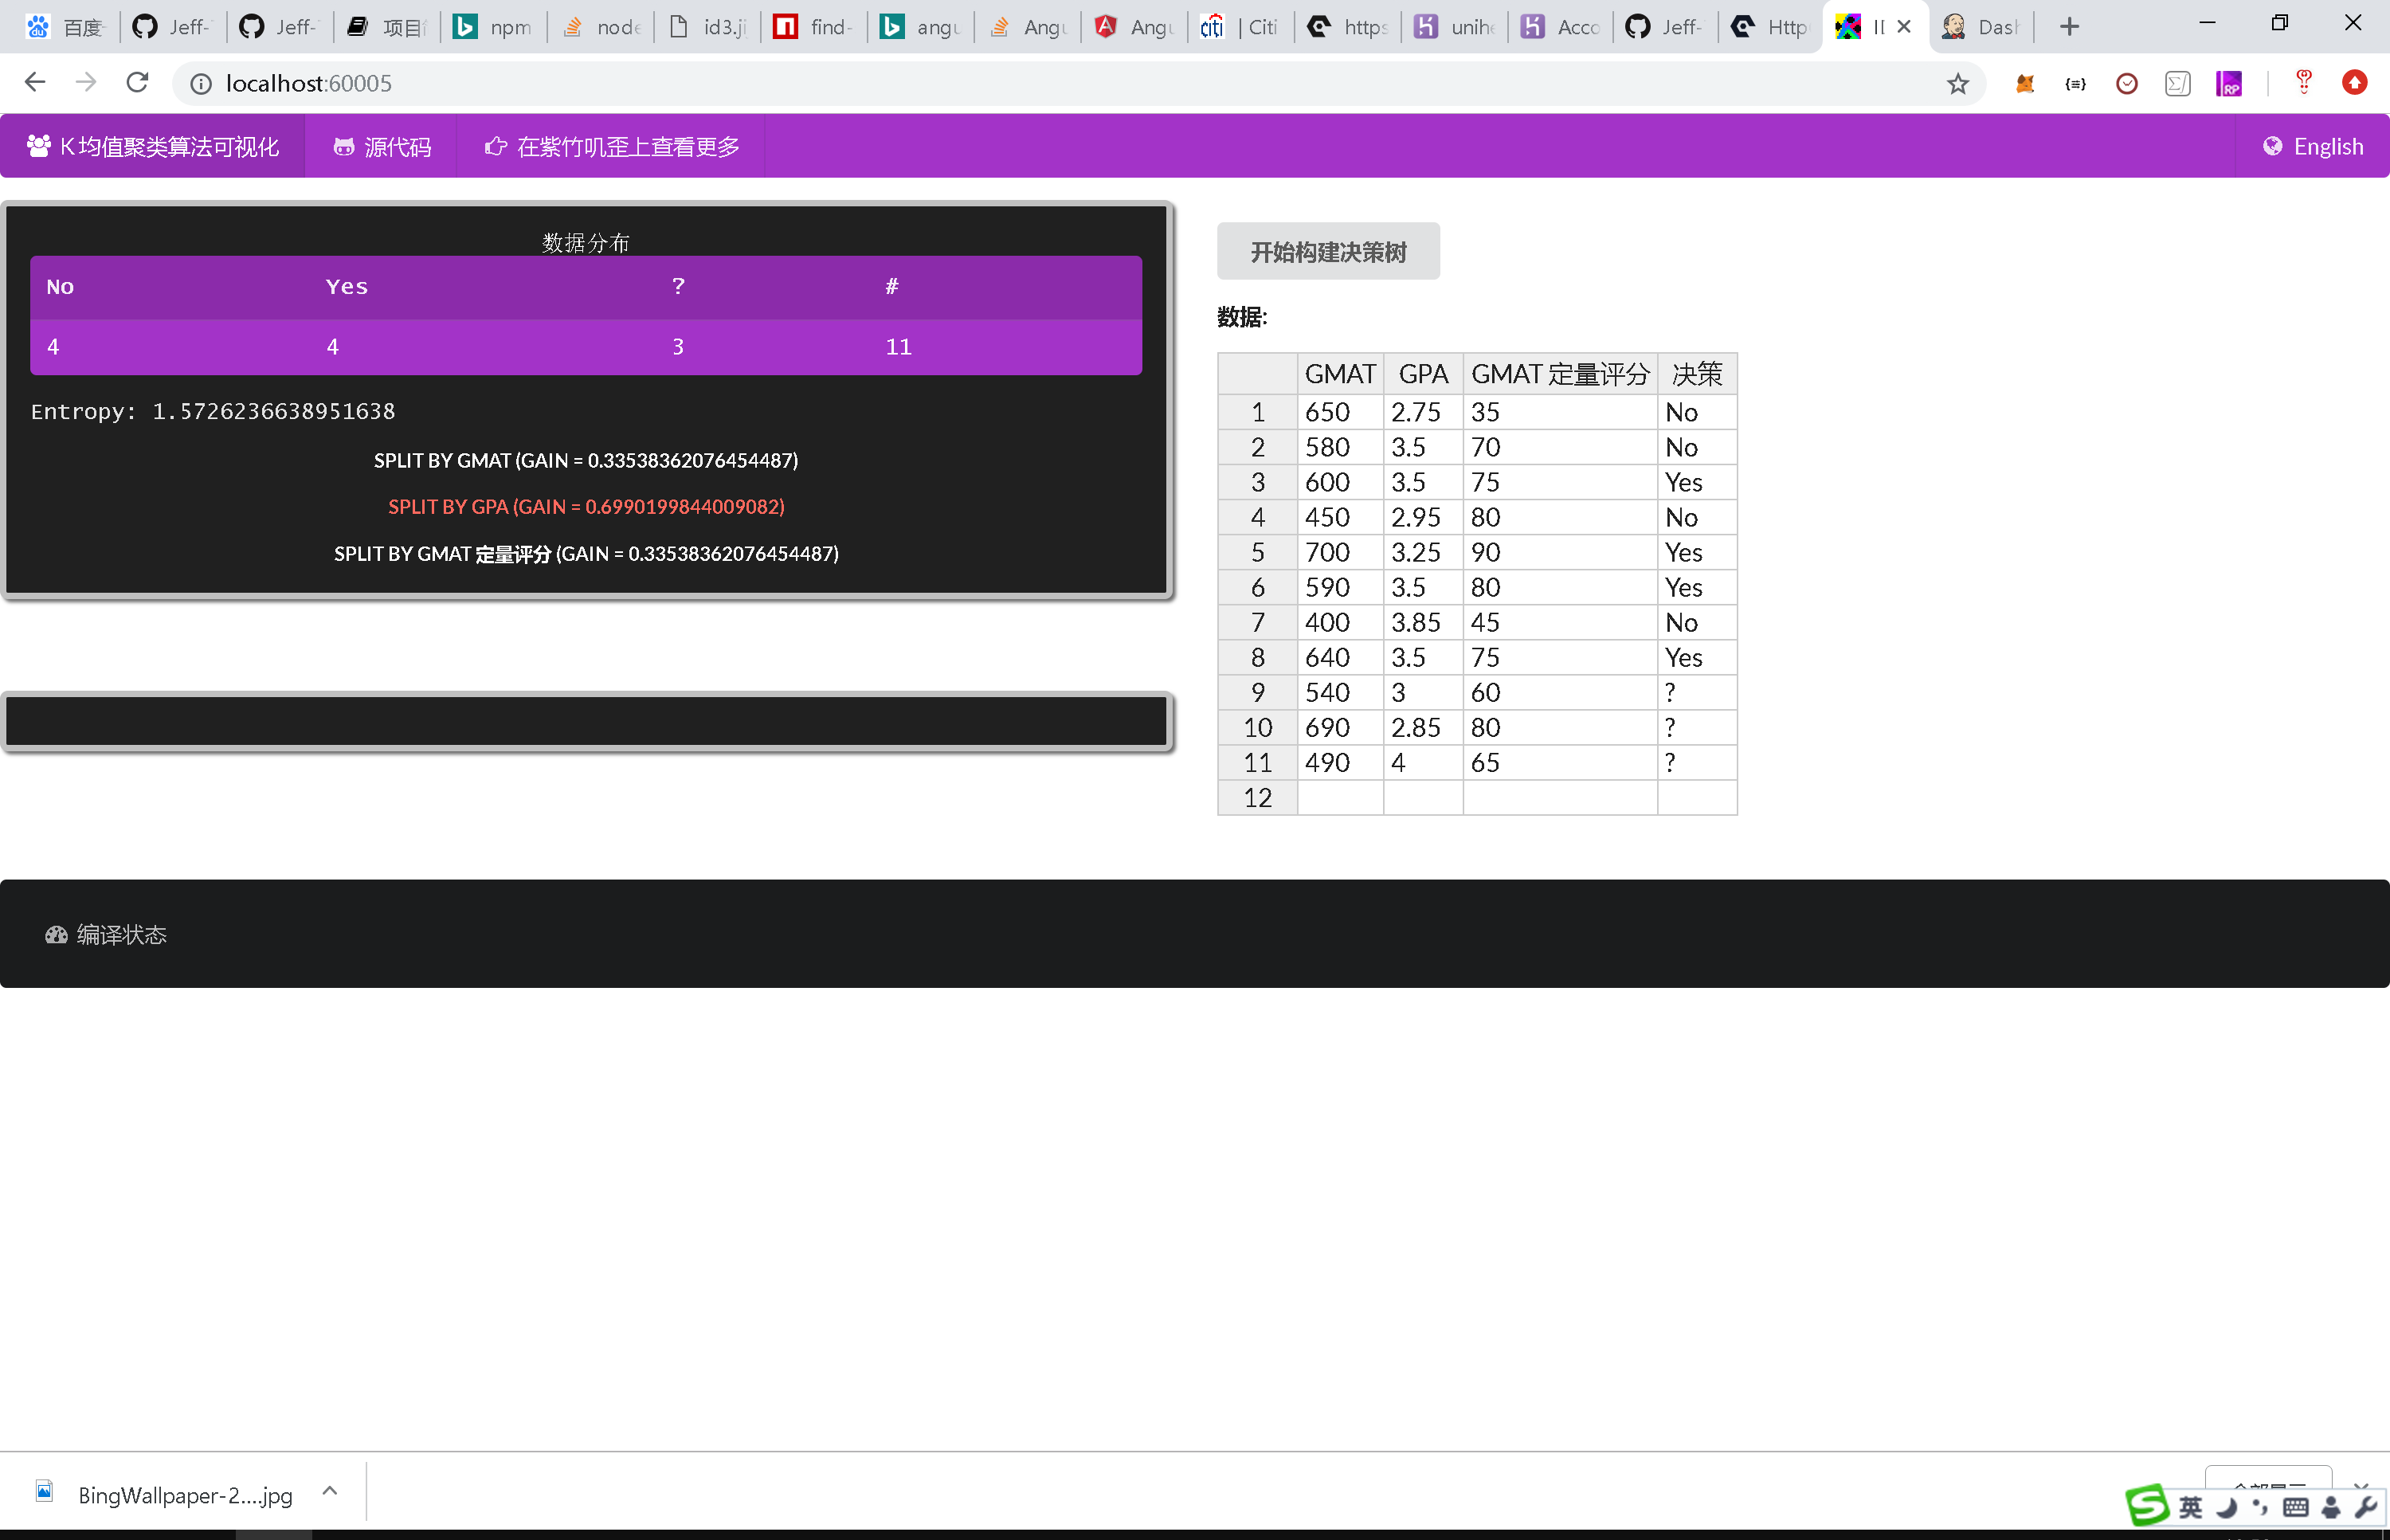 百度- Jeff- Jeff- 项目 npm node id3.ji find- angu Angu Angu citi | Citi https unihe Acco Jeff- Http Dash
localhost:60005
K 均值聚类算法可视化 源代码 在紫竹叽歪上查看更多 English
数据分布
No Yes ? #
4 4 3 11
Entropy: 1.5726236638951638
SPLIT BY GMAT (GAIN = 0.33538362076454487)
SPLIT BY GPA (GAIN = 0.6990199844009082)
SPLIT BY GMAT 定量评分 (GAIN = 0.33538362076454487)
开始构建决策树
数据:
GMAT GPA GMAT 定量评分 决策
1 650 2.75 35 No
2 580 3.5 70 No
3 600 3.5 75 Yes
4 450 2.95 80 No
5 700 3.25 90 Yes
6 590 3.5 80 Yes
7 400 3.85 45 No
8 640 3.5 75 Yes
9 540 3 60 ?
10 690 2.85 80 ?
11 490 4 65 ?
12
编译状态
BingWallpaper-2....jpg
英